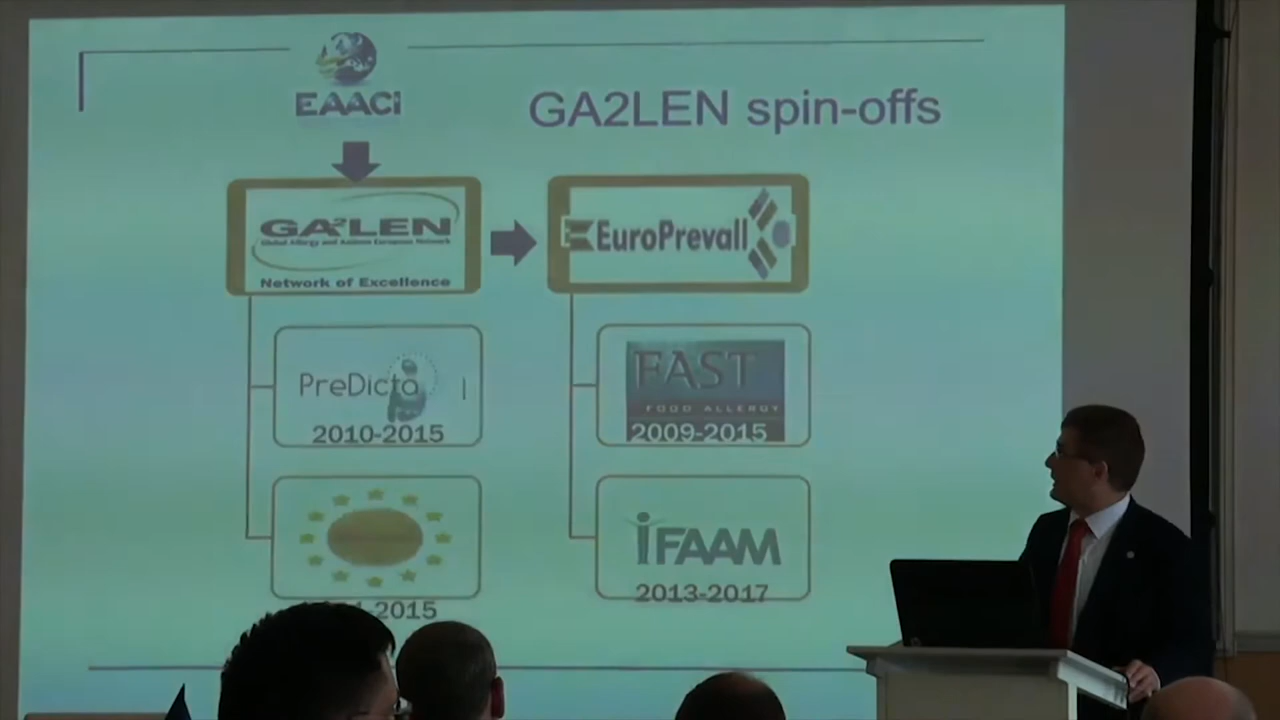 EAACI
GA2LEN spin-offs
GA²LEN
Global Allergy and Asthma European Network
Network of Excellence
EuroPrevall
PreDicta
2010-2015
FAST
FOOD ALLERGY
2009-2015
2015
iFAAM
2013-2017